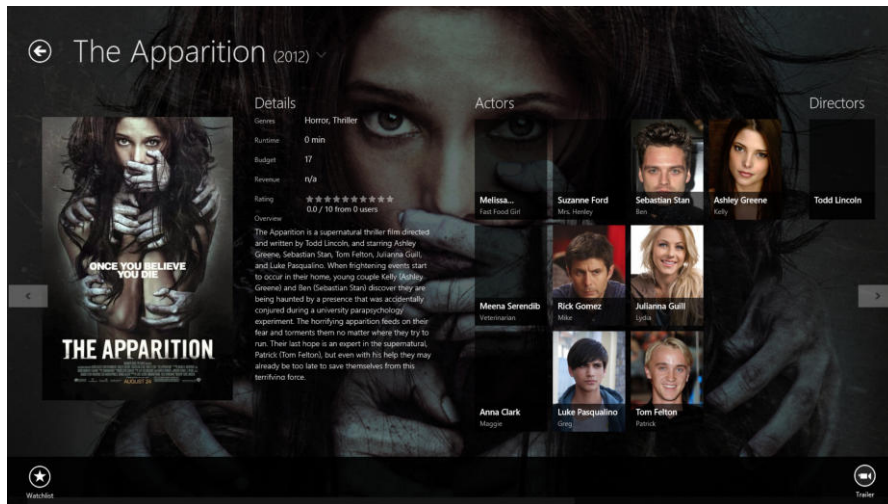 The Apparition (2012)
Details
Genres Horror, Thriller
Runtime 0 min
Budget 17
Revenue n/a
Rating
0.0 / 10 from 0 users
Overview
The Apparition is a supernatural thriller film directed
and written by Todd Lincoln, and starring Ashley
Greene, Sebastian Stan, Tom Felton, Julianna Guill,
and Luke Pasqualino. When frightening events start
to occur in their home, young couple Kelly (Ashley
Greene) and Ben (Sebastian Stan) discover they are
being haunted by a presence that was accidentally
conjured during a university parapsychology
experiment. The horrifying apparition feeds on their
fear and torments them no matter where they try to
run. Their last hope is an expert in the supernatural,
Patrick (Tom Felton), but even with his help they may
already be too late to save themselves from this
terrifying force.
ONCE YOU BELIEVE
YOU DIE
THE APPARITION
AUGUST 24
Actors
Melissa...
Fast Food Girl
Suzanne Ford
Mrs. Henley
Sebastian Stan
Ben
Ashley Greene
Kelly
Meena Serendib
Veterinarian
Rick Gomez
Mike
Julianna Guill
Lydia
Anna Clark
Maggie
Luke Pasqualino
Greg
Tom Felton
Patrick
Directors
Todd Lincoln
Watchlist
Trailer